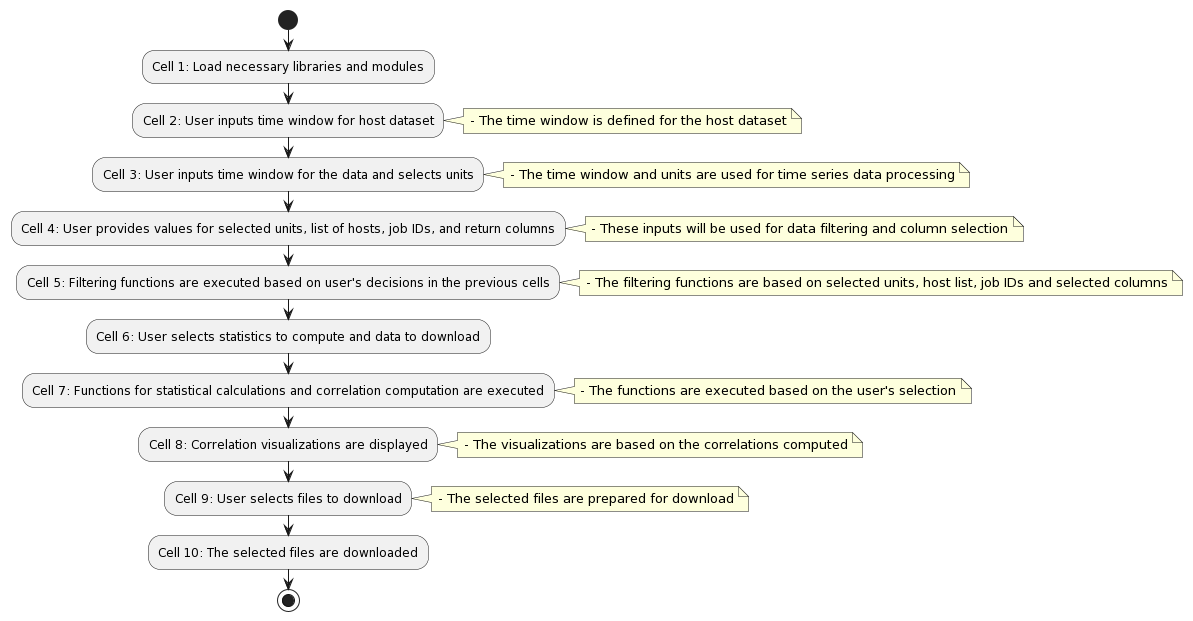 Cell 1: Load necessary libraries and modules
Cell 2: User inputs time window for host dataset
- The time window is defined for the host dataset
Cell 3: User inputs time window for the data and selects units
- The time window and units are used for time series data processing
Cell 4: User provides values for selected units, list of hosts, job IDs, and return columns
- These inputs will be used for data filtering and column selection
Cell 5: Filtering functions are executed based on user's decisions in the previous cells
- The filtering functions are based on selected units, host list, job IDs and selected columns
Cell 6: User selects statistics to compute and data to download
Cell 7: Functions for statistical calculations and correlation computation are executed
- The functions are executed based on the user's selection
Cell 8: Correlation visualizations are displayed
- The visualizations are based on the correlations computed
Cell 9: User selects files to download
- The selected files are prepared for download
Cell 10: The selected files are downloaded